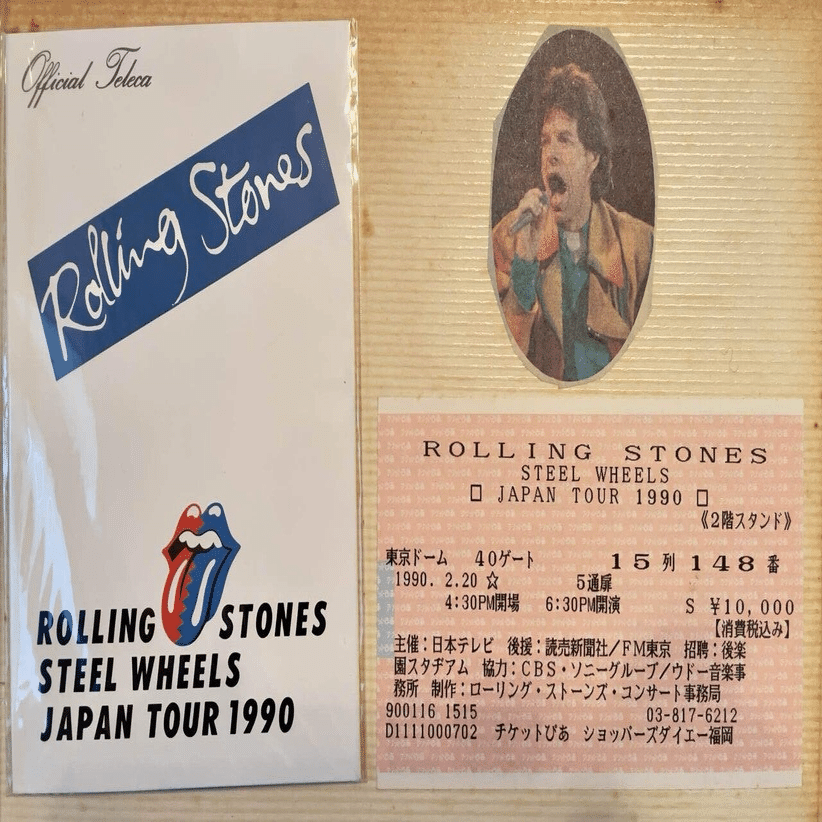 Official Teleca
Rolling Stones
ROLLING STONES
STEEL WHEELS
JAPAN TOUR 1990
ROLLING STONES
STEEL WHEELS
□ JAPAN TOUR 1990 □
《2階スタンド》
東京ドーム 40ゲート 15列 148番
1990. 2.20 ☆ 5通扉
4:30PM開場 6:30PM開演 S ¥10,000
【消費税込み】
主催:日本テレビ 後援:読売新聞社/FM東京 招聘:後楽
園スタヂアム 協力:CBS・ソニーグループ/ウドー音楽事
務所 制作:ローリング・ストーンズ・コンサート事務局
900116 1515 03-817-6212
D1111000702 チケットぴあ ショッパーズダイエー福岡